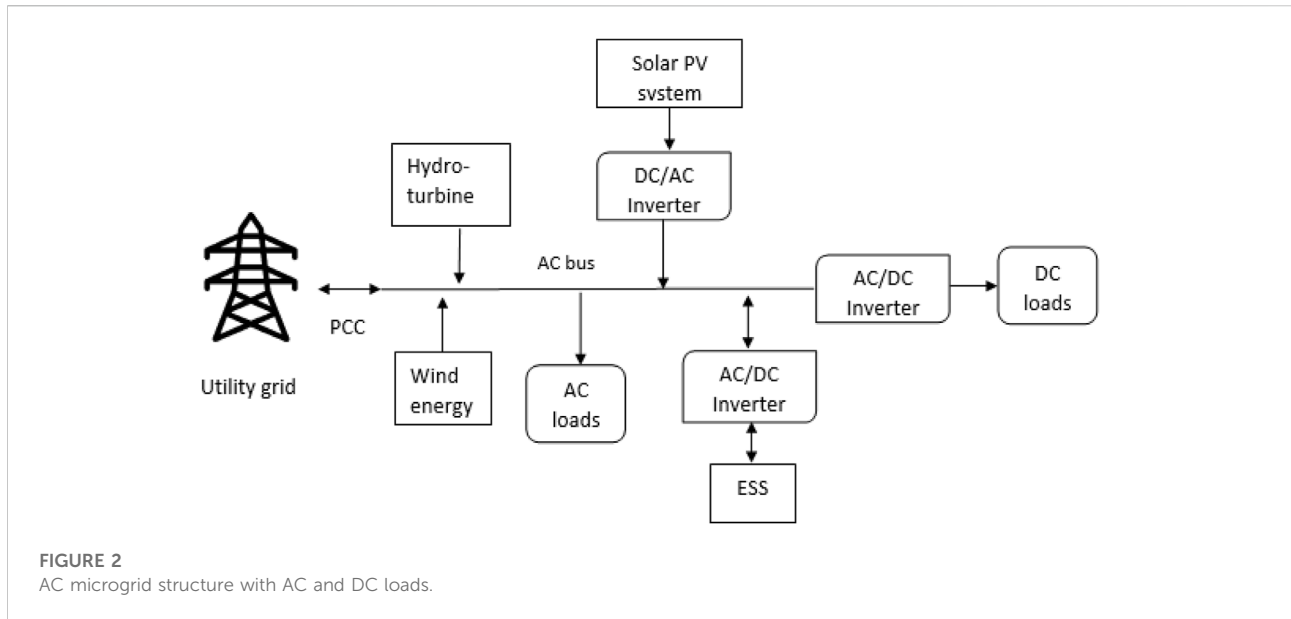 Solar PV
svstem
Hydro-
turbine
DC/AC
Inverter
AC bus
AC/DC
Inverter
DC
loads
PCC
Utility grid
Wind
energy
AC
loads
AC/DC
Inverter
ESS
FIGURE 2
AC microgrid structure with AC and DC loads.